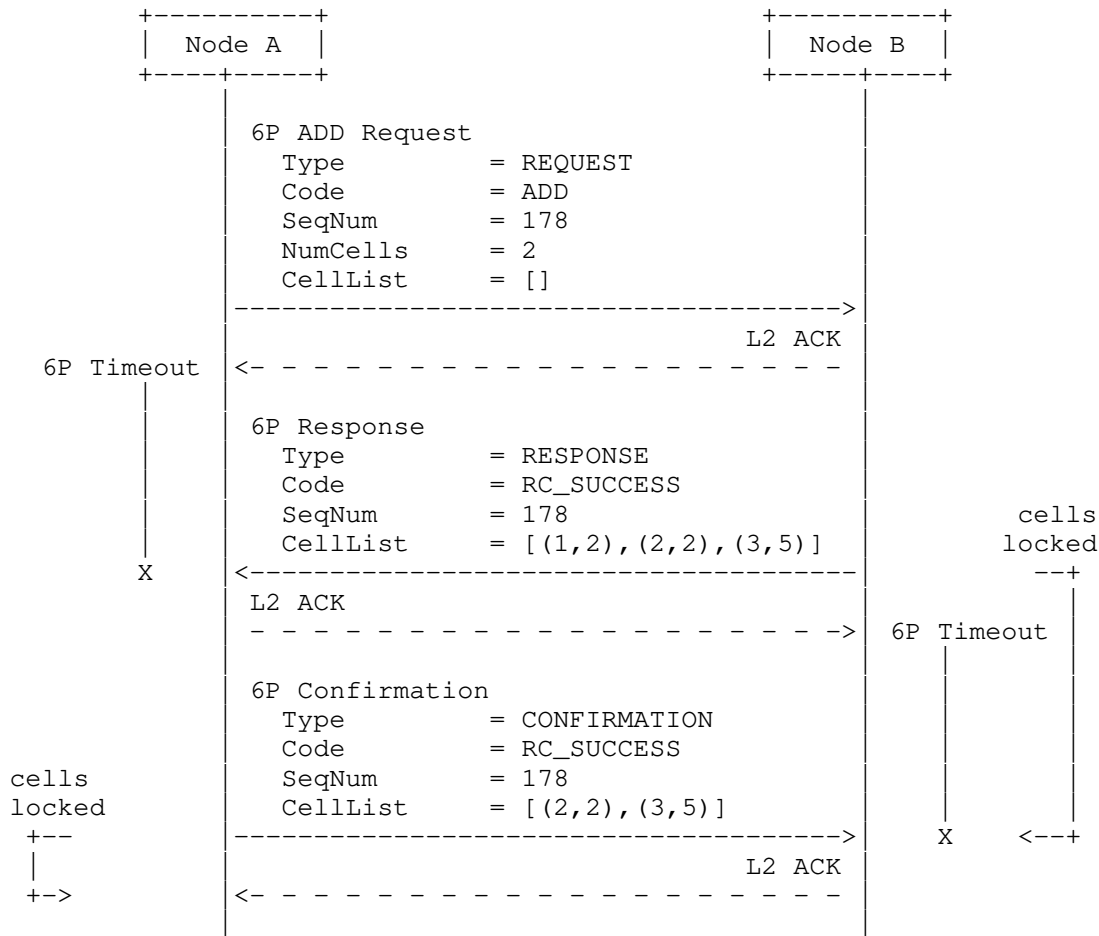 Node A Node B
6P ADD Request
Type = REQUEST
Code = ADD
SeqNum = 178
NumCells = 2
CellList = []
L2 ACK
6P Timeout
6P Response
Type = RESPONSE
Code = RC_SUCCESS
SeqNum = 178 cells
CellList = [(1,2),(2,2),(3,5)] locked
X
L2 ACK
6P Timeout
6P Confirmation
Type = CONFIRMATION
Code = RC_SUCCESS
cells SeqNum = 178
locked CellList = [(2,2),(3,5)]
X
L2 ACK